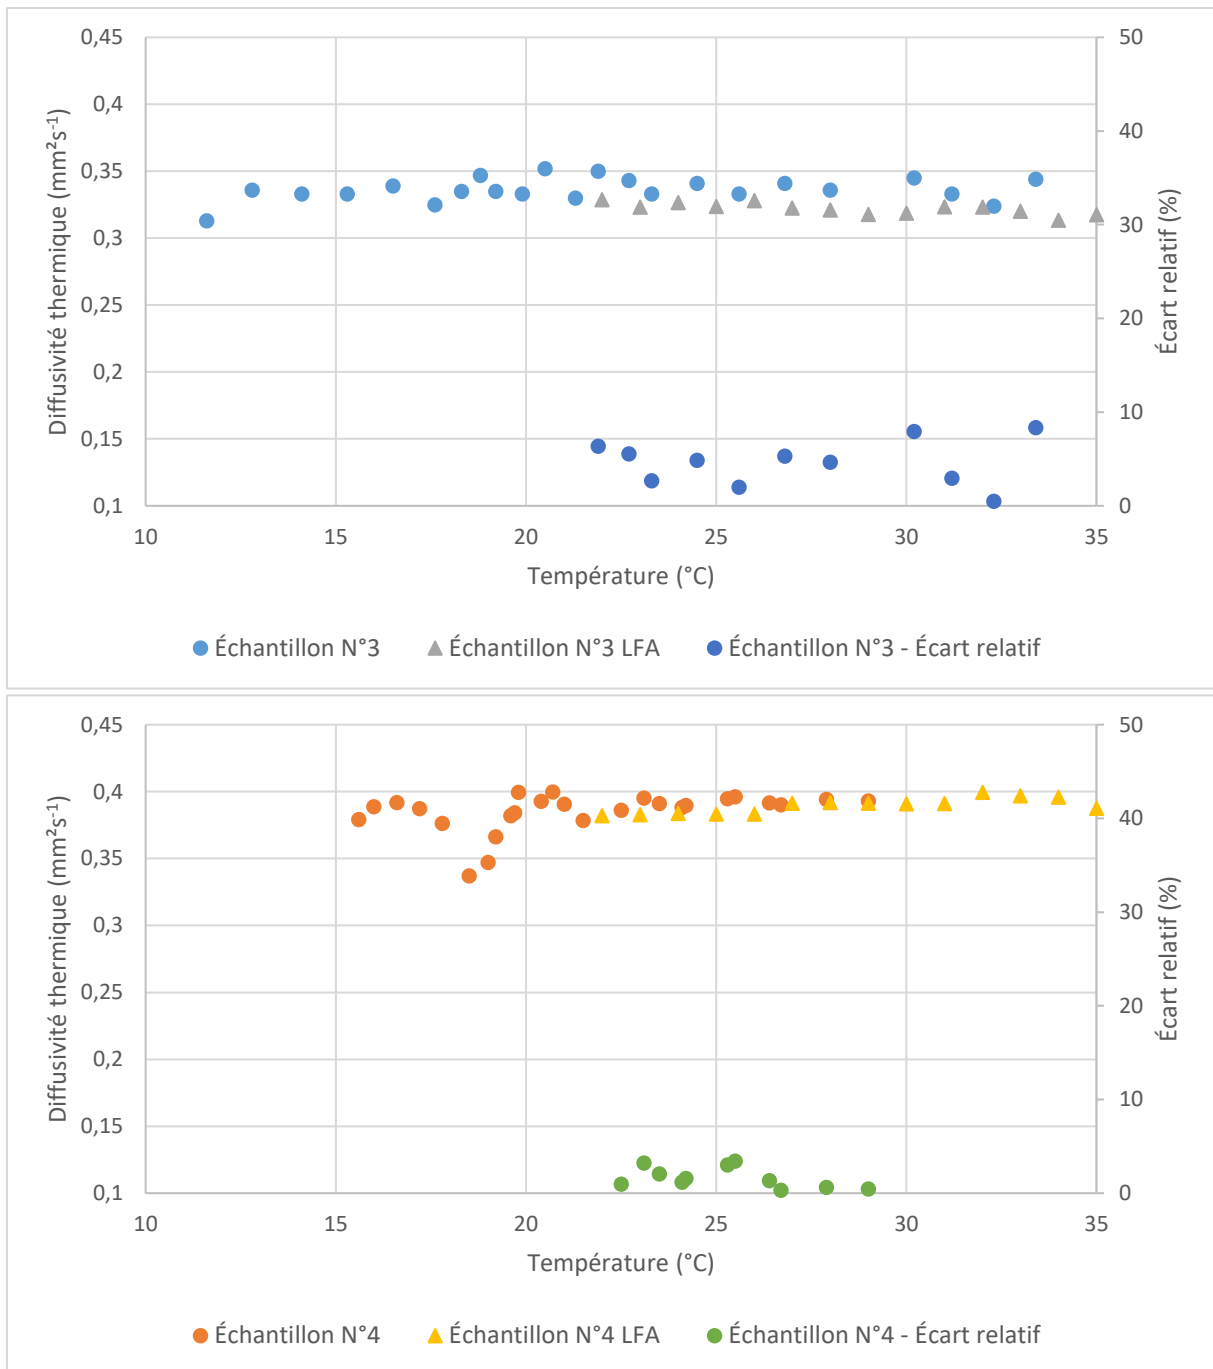 0,45
0,4
0,35
0,3
0,25
0,2
0,15
0,1
Diffusivité thermique (mm²s⁻¹)
50
40
30
20
10
0
Écart relatif (%)
10 15 20 25 30 35
Température (°C)
Échantillon N°3 Échantillon N°3 LFA Échantillon N°3 - Écart relatif
0,45
0,4
0,35
0,3
0,25
0,2
0,15
0,1
Diffusivité thermique (mm²s⁻¹)
50
40
30
20
10
0
Écart relatif (%)
10 15 20 25 30 35
Température (°C)
Échantillon N°4 Échantillon N°4 LFA Échantillon N°4 - Écart relatif